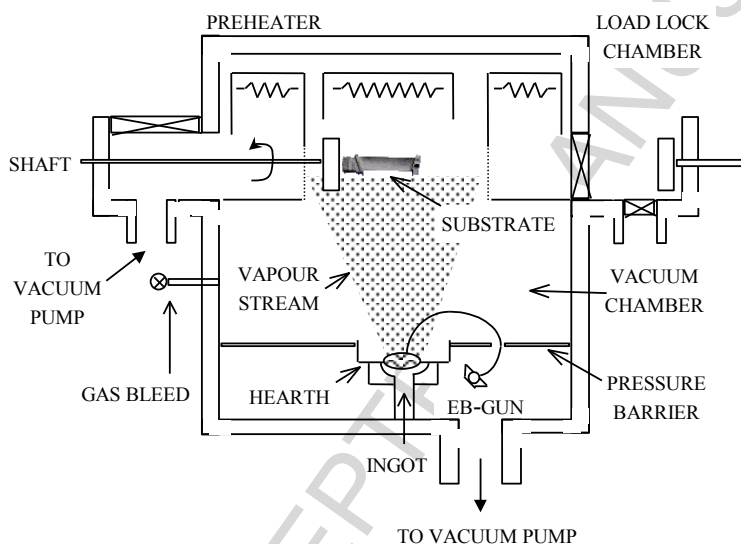 PREHEATER
LOAD LOCK
CHAMBER
SHAFT
SUBSTRATE
TO
VACUUM
PUMP
VAPOUR
STREAM
VACUUM
CHAMBER
GAS BLEED
HEARTH
EB-GUN
PRESSURE
BARRIER
INGOT
TO VACUUM PUMP